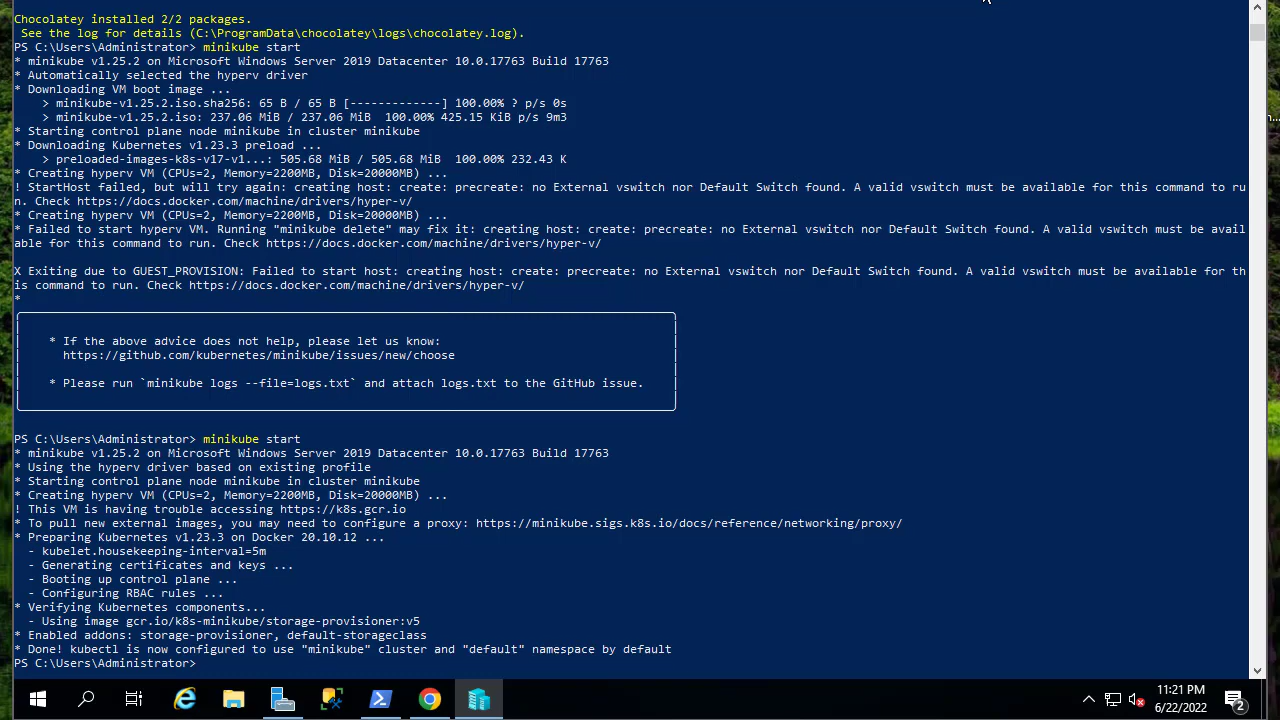 Chocolatey installed 2/2 packages.
See the log for details (C:\ProgramData\chocolatey\logs\chocolatey.log).
PS C:\Users\Administrator> minikube start
* minikube v1.25.2 on Microsoft Windows Server 2019 Datacenter 10.0.17763 Build 17763
* Automatically selected the hyperv driver
* Downloading VM boot image ...
> minikube-v1.25.2.iso.sha256: 65 B / 65 B [-------------] 100.00% ? p/s 0s
> minikube-v1.25.2.iso: 237.06 MiB / 237.06 MiB 100.00% 425.15 KiB p/s 9m3
* Starting control plane node minikube in cluster minikube
* Downloading Kubernetes v1.23.3 preload ...
> preloaded-images-k8s-v17-v1...: 505.68 MiB / 505.68 MiB 100.00% 232.43 K
* Creating hyperv VM (CPUs=2, Memory=2200MB, Disk=20000MB) ...
! StartHost failed, but will try again: creating host: create: precreate: no External vswitch nor Default Switch found. A valid vswitch must be available for this command to ru
n. Check https://docs.docker.com/machine/drivers/hyper-v/
* Creating hyperv VM (CPUs=2, Memory=2200MB, Disk=20000MB) ...
* Failed to start hyperv VM. Running "minikube delete" may fix it: creating host: create: precreate: no External vswitch nor Default Switch found. A valid vswitch must be avail
able for this command to run. Check https://docs.docker.com/machine/drivers/hyper-v/
X Exiting due to GUEST_PROVISION: Failed to start host: creating host: create: precreate: no External vswitch nor Default Switch found. A valid vswitch must be available for th
is command to run. Check https://docs.docker.com/machine/drivers/hyper-v/
*
* If the above advice does not help, please let us know:
https://github.com/kubernetes/minikube/issues/new/choose
* Please run `minikube logs --file=logs.txt` and attach logs.txt to the GitHub issue.
PS C:\Users\Administrator> minikube start
* minikube v1.25.2 on Microsoft Windows Server 2019 Datacenter 10.0.17763 Build 17763
* Using the hyperv driver based on existing profile
* Starting control plane node minikube in cluster minikube
* Creating hyperv VM (CPUs=2, Memory=2200MB, Disk=20000MB) ...
! This VM is having trouble accessing https://k8s.gcr.io
* To pull new external images, you may need to configure a proxy: https://minikube.sigs.k8s.io/docs/reference/networking/proxy/
* Preparing Kubernetes v1.23.3 on Docker 20.10.12 ...
- kubelet.housekeeping-interval=5m
- Generating certificates and keys ...
- Booting up control plane ...
- Configuring RBAC rules ...
* Verifying Kubernetes components...
- Using image gcr.io/k8s-minikube/storage-provisioner:v5
* Enabled addons: storage-provisioner, default-storageclass
* Done! kubectl is now configured to use "minikube" cluster and "default" namespace by default
PS C:\Users\Administrator>
11:21 PM
6/22/2022
2